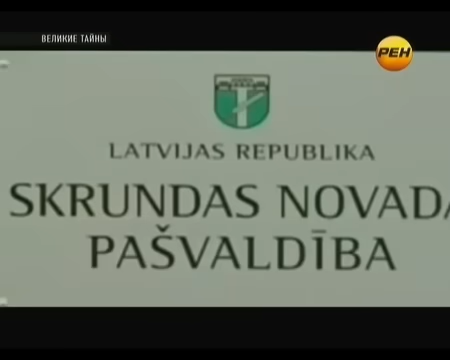 ВЕЛИКИЕ ТАЙНЫ
РЕН
LATVIJAS REPUBLIKA
SKRUNDAS NOVADA
PAŠVALDĪBA